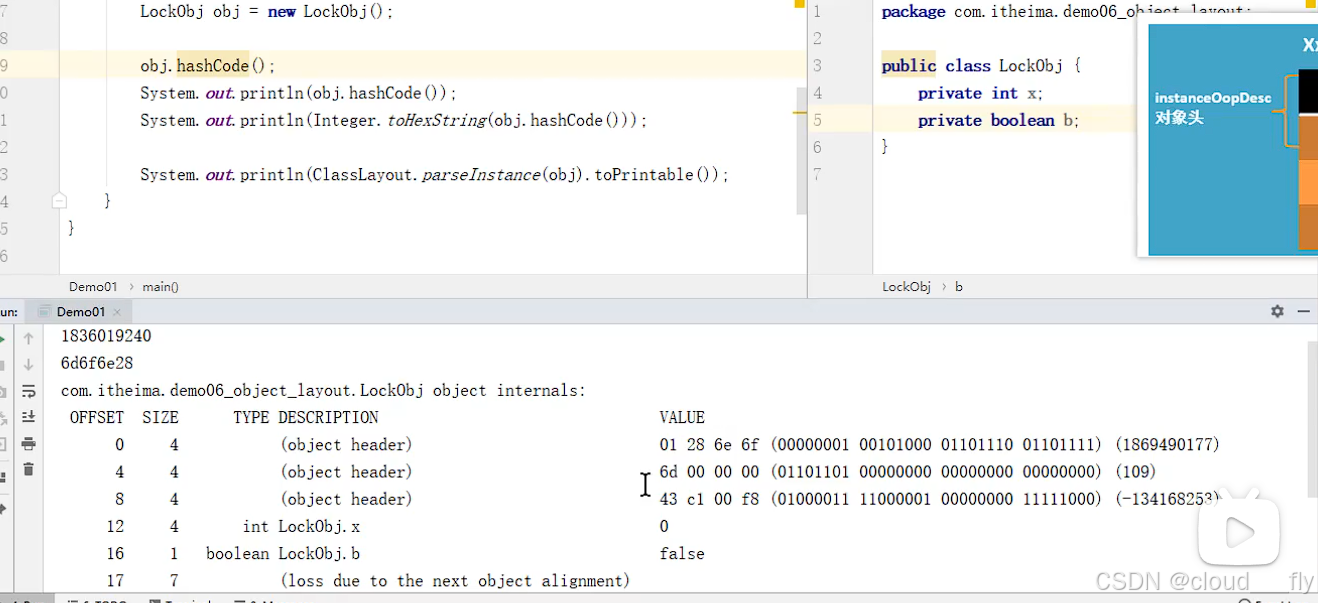 7 LockObj obj = new LockObj();
8
9 obj.hashCode();
0 System.out.println(obj.hashCode());
1 System.out.println(Integer.toHexString(obj.hashCode()));
2
3 System.out.println(ClassLayout.parseInstance(obj).toPrintable());
4 }
5 }
6
Demo01 › main()
1 package com.itheima.demo06_object_layout;
2
3 public class LockObj {
4 private int x;
5 private boolean b;
6 }
7
LockObj › b
Xx
instanceOopDesc
对象头
un: Demo01 ×
1836019240
6d6f6e28
com.itheima.demo06_object_layout.LockObj object internals:
OFFSET SIZE TYPE DESCRIPTION VALUE
0 4 (object header) 01 28 6e 6f (00000001 00101000 01101110 01101111) (1869490177)
4 4 (object header) 6d 00 00 00 (01101101 00000000 00000000 00000000) (109)
8 4 (object header) 43 c1 00 f8 (01000011 11000001 00000000 11111000) (-134168253)
12 4 int LockObj.x 0
16 1 boolean LockObj.b false
17 7 (loss due to the next object alignment)
CSDN @cloud___fly